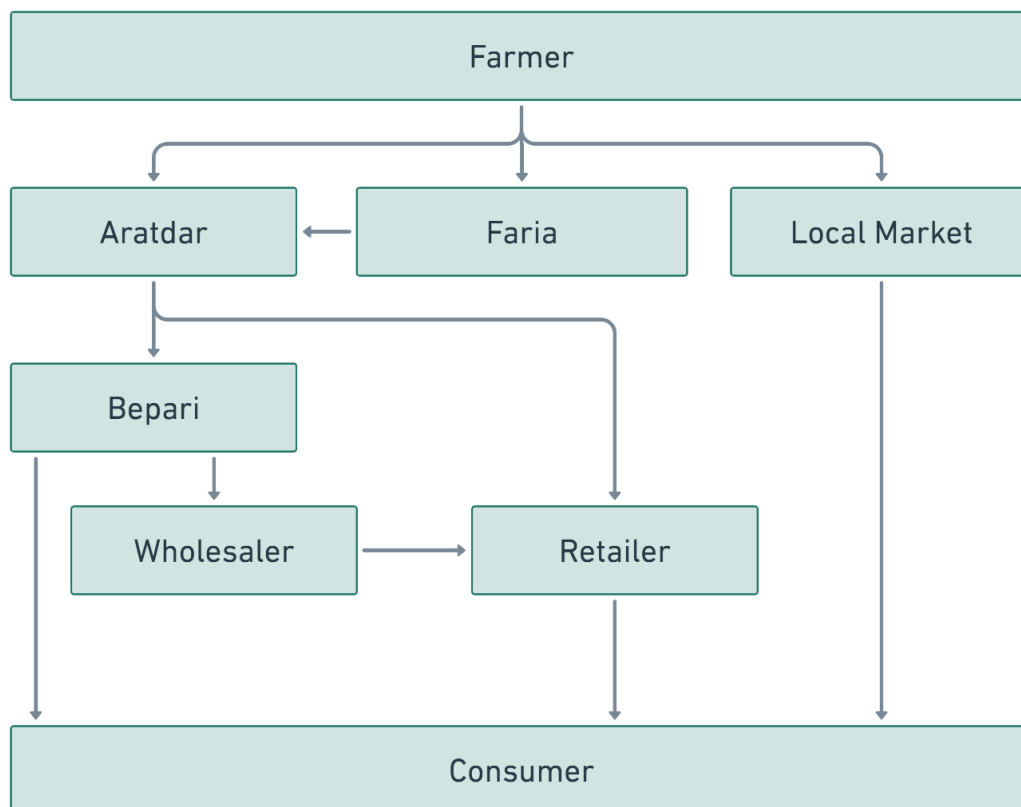 Farmer
Aratdar
Faria
Local Market
Bepari
Wholesaler
Retailer
Consumer